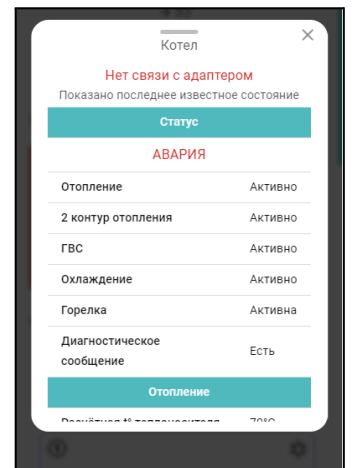 Котел
Нет связи с адаптером
Показано последнее известное состояние
Статус
АВАРИЯ
Отопление Активно
2 контур отопления Активно
ГВС Активно
Охлаждение Активно
Горелка Активна
Диагностическое
сообщение Есть
Отопление